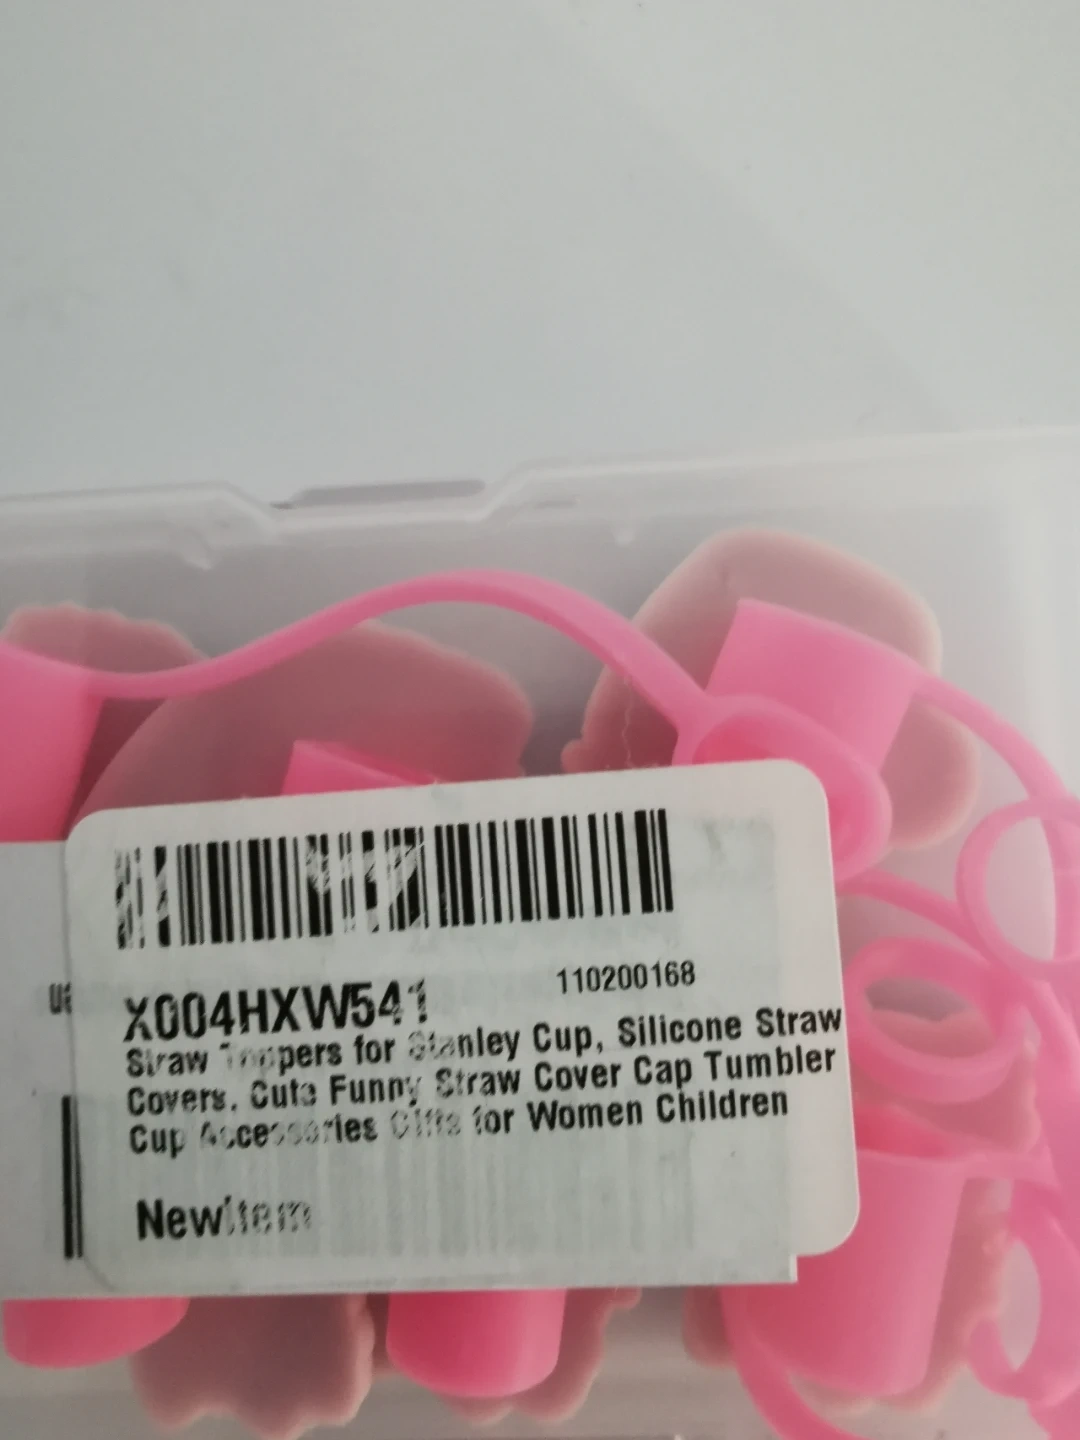 110200168
X004HXW541
Straw Toppers for Stanley Cup, Silicone Straw
Covers, Cute Funny Straw Cover Cap Tumbler
Cup Accessories Gifts for Women Children
NewItem